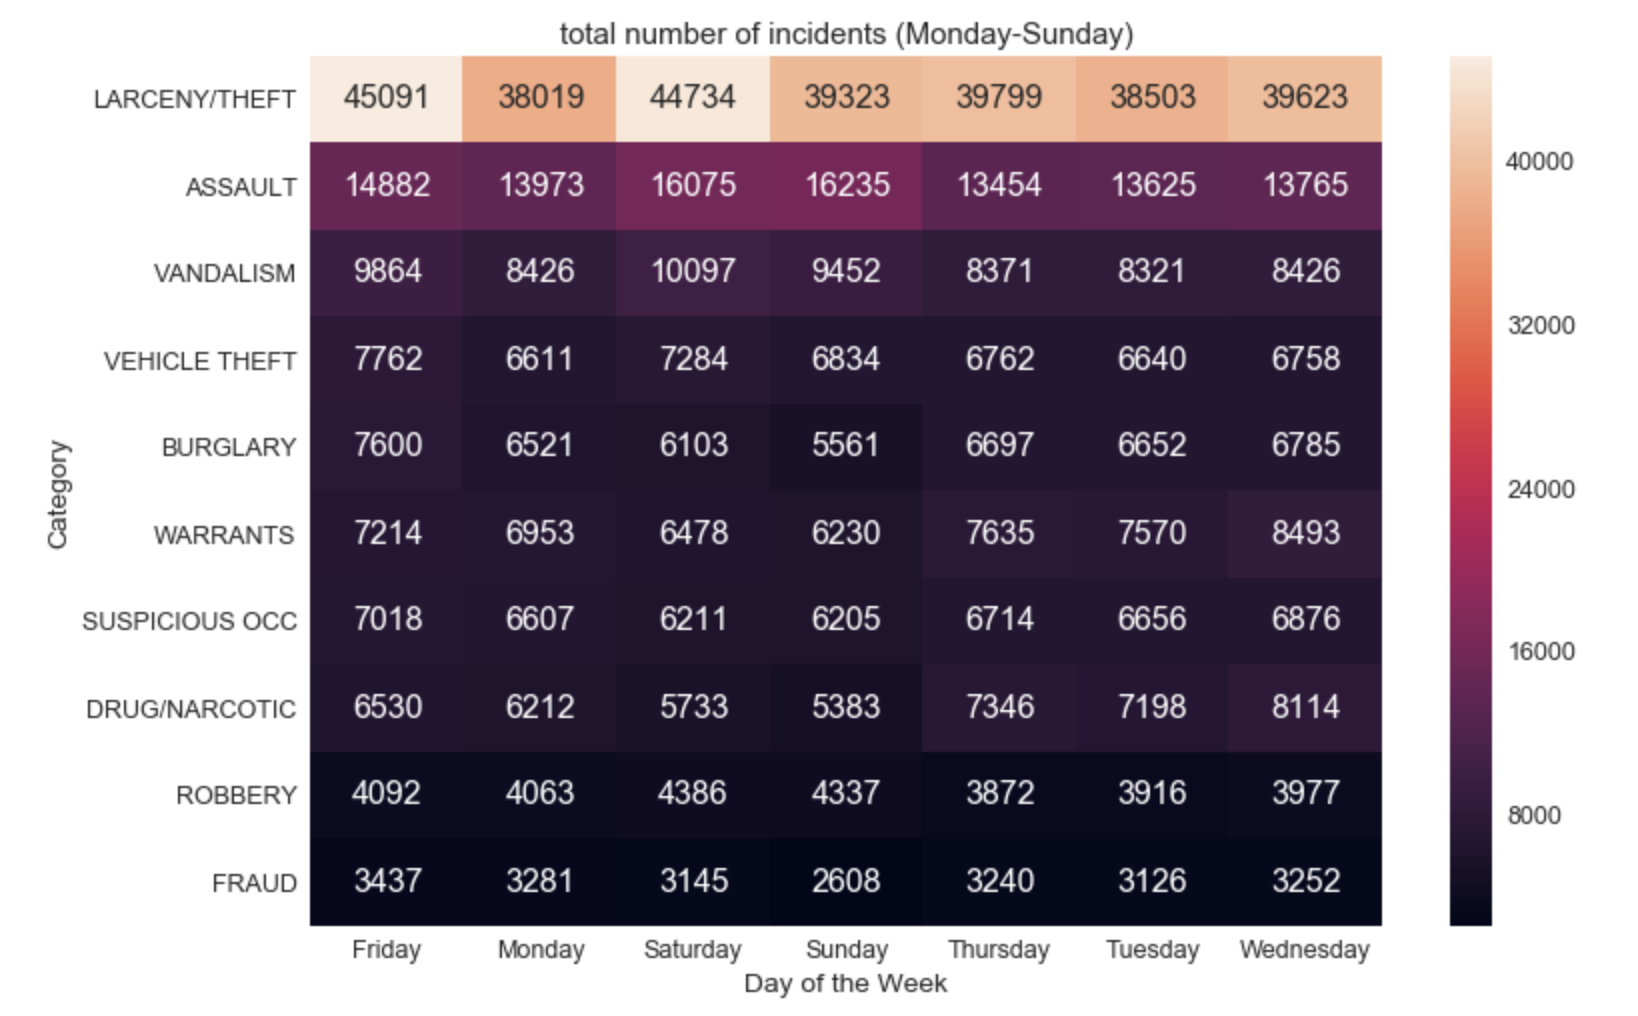 total number of incidents (Monday-Sunday)
LARCENY/THEFT 45091 38019 44734 39323 39799 38503 39623
ASSAULT 14882 13973 16075 16235 13454 13625 13765
VANDALISM 9864 8426 10097 9452 8371 8321 8426
VEHICLE THEFT 7762 6611 7284 6834 6762 6640 6758
BURGLARY 7600 6521 6103 5561 6697 6652 6785
WARRANTS 7214 6953 6478 6230 7635 7570 8493
SUSPICIOUS OCC 7018 6607 6211 6205 6714 6656 6876
DRUG/NARCOTIC 6530 6212 5733 5383 7346 7198 8114
ROBBERY 4092 4063 4386 4337 3872 3916 3977
FRAUD 3437 3281 3145 2608 3240 3126 3252
Friday Monday Saturday Sunday Thursday Tuesday Wednesday
Day of the Week
Category
40000
32000
24000
16000
8000